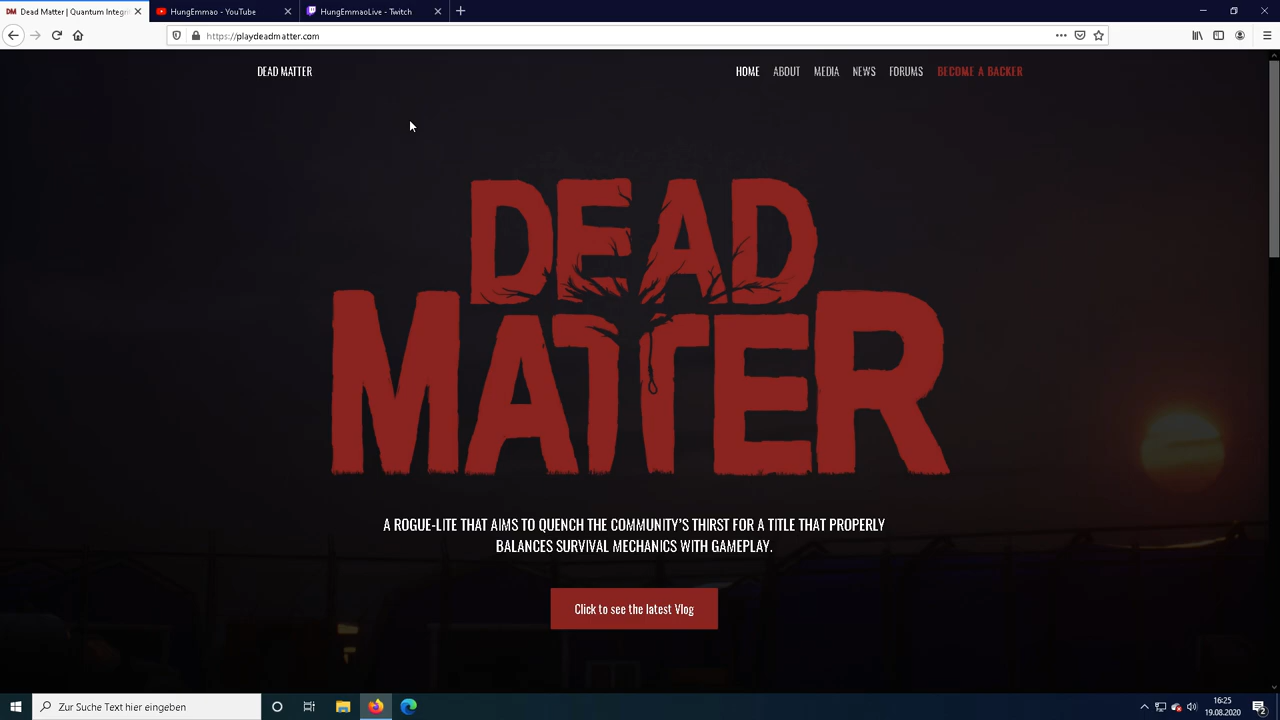 Dead Matter | Quantum Integri
HungEmmao - YouTube
HungEmmaoLive - Twitch
https://playdeadmatter.com
DEAD MATTER
HOME
ABOUT
MEDIA
NEWS
FORUMS
BECOME A BACKER
DEAD
MATTER
A ROGUE-LITE THAT AIMS TO QUENCH THE COMMUNITY'S THIRST FOR A TITLE THAT PROPERLY
BALANCES SURVIVAL MECHANICS WITH GAMEPLAY.
Click to see the latest Vlog
Zur Suche Text hier eingeben
16:25
19.08.2020
2